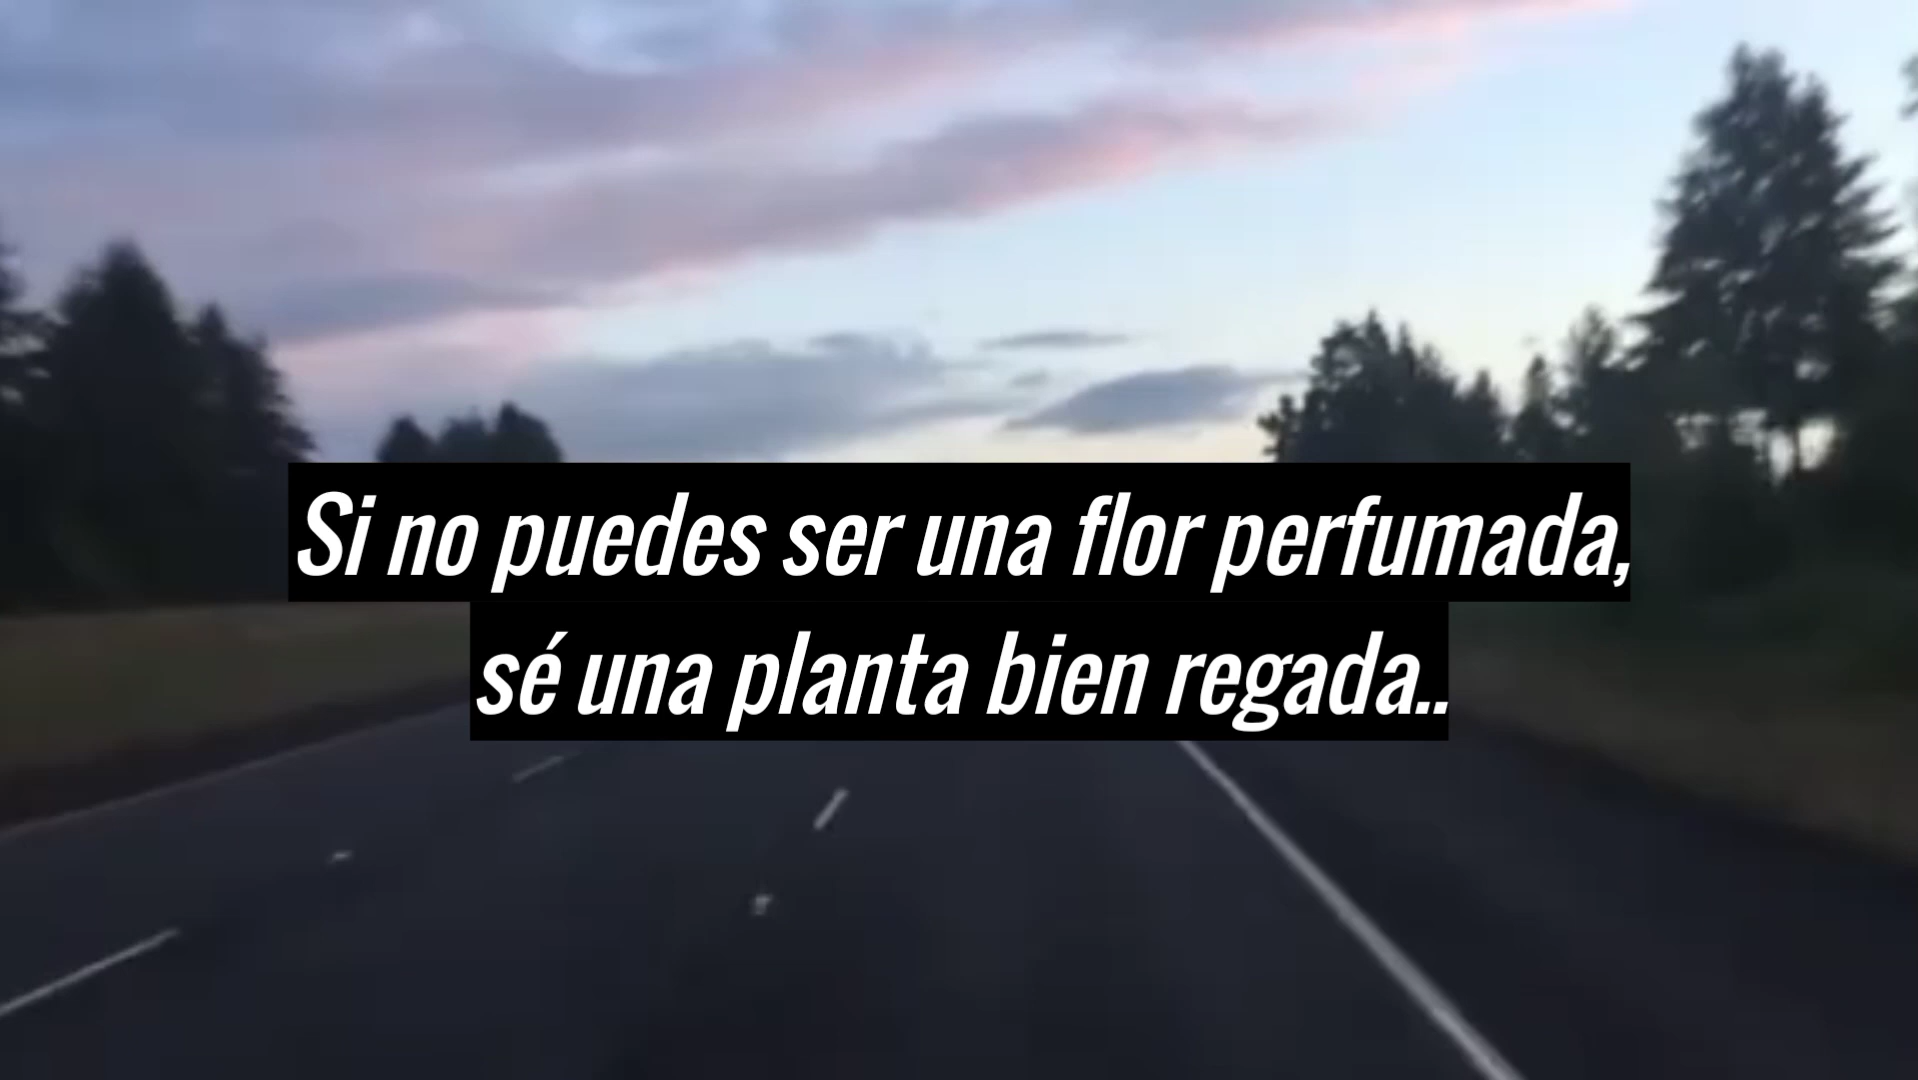 Si no puedes ser una flor perfumada,
sé una planta bien regada..